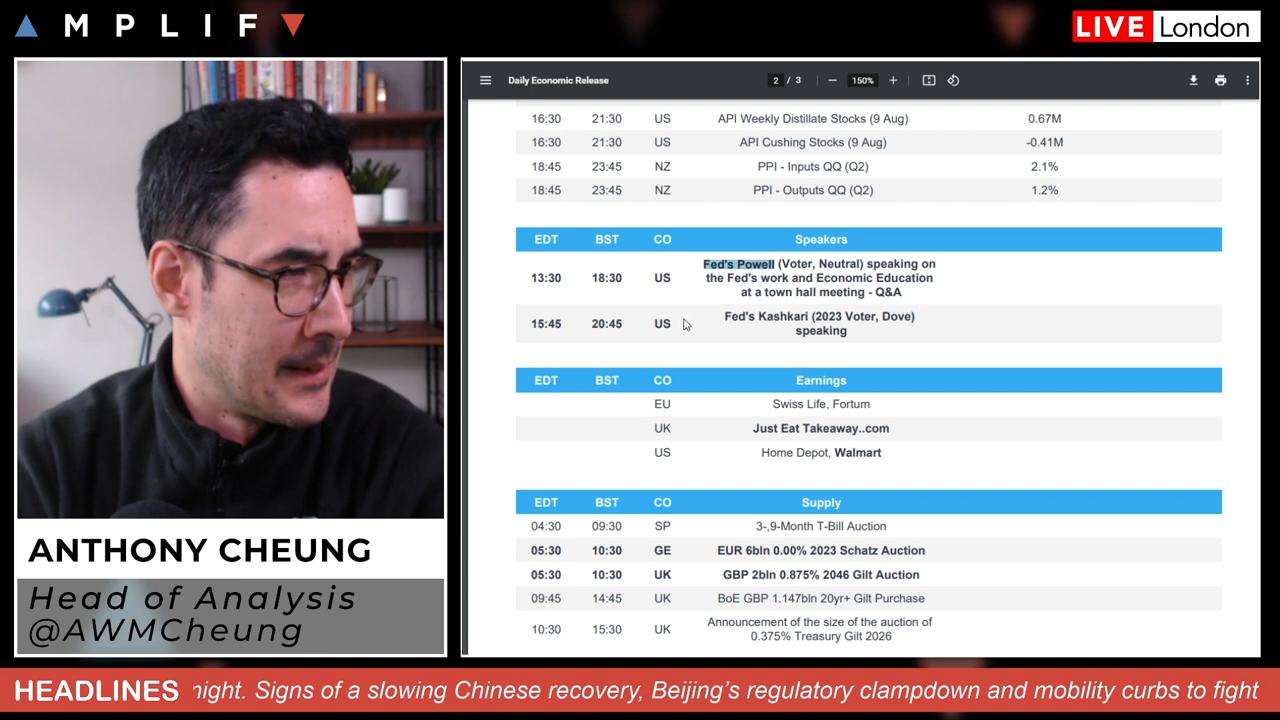 AMPLIFY
LIVE London
Daily Economic Release
2 / 3
150%
16:30 21:30 US API Weekly Distillate Stocks (9 Aug) 0.67M
16:30 21:30 US API Cushing Stocks (9 Aug) -0.41M
18:45 23:45 NZ PPI - Inputs QQ (Q2) 2.1%
18:45 23:45 NZ PPI - Outputs QQ (Q2) 1.2%
EDT BST CO Speakers
13:30 18:30 US Fed's Powell (Voter, Neutral) speaking on
the Fed's work and Economic Education
at a town hall meeting - Q&A
15:45 20:45 US Fed's Kashkari (2023 Voter, Dove)
speaking
EDT BST CO Earnings
EU Swiss Life, Fortum
UK Just Eat Takeaway..com
US Home Depot, Walmart
EDT BST CO Supply
04:30 09:30 SP 3-,9-Month T-Bill Auction
05:30 10:30 GE EUR 6bln 0.00% 2023 Schatz Auction
05:30 10:30 UK GBP 2bln 0.875% 2046 Gilt Auction
09:45 14:45 UK BoE GBP 1.147bln 20yr+ Gilt Purchase
10:30 15:30 UK Announcement of the size of the auction of
0.375% Treasury Gilt 2026
ANTHONY CHEUNG
Head of Analysis
@AWMCheung
HEADLINES night. Signs of a slowing Chinese recovery, Beijing's regulatory clampdown and mobility curbs to fight